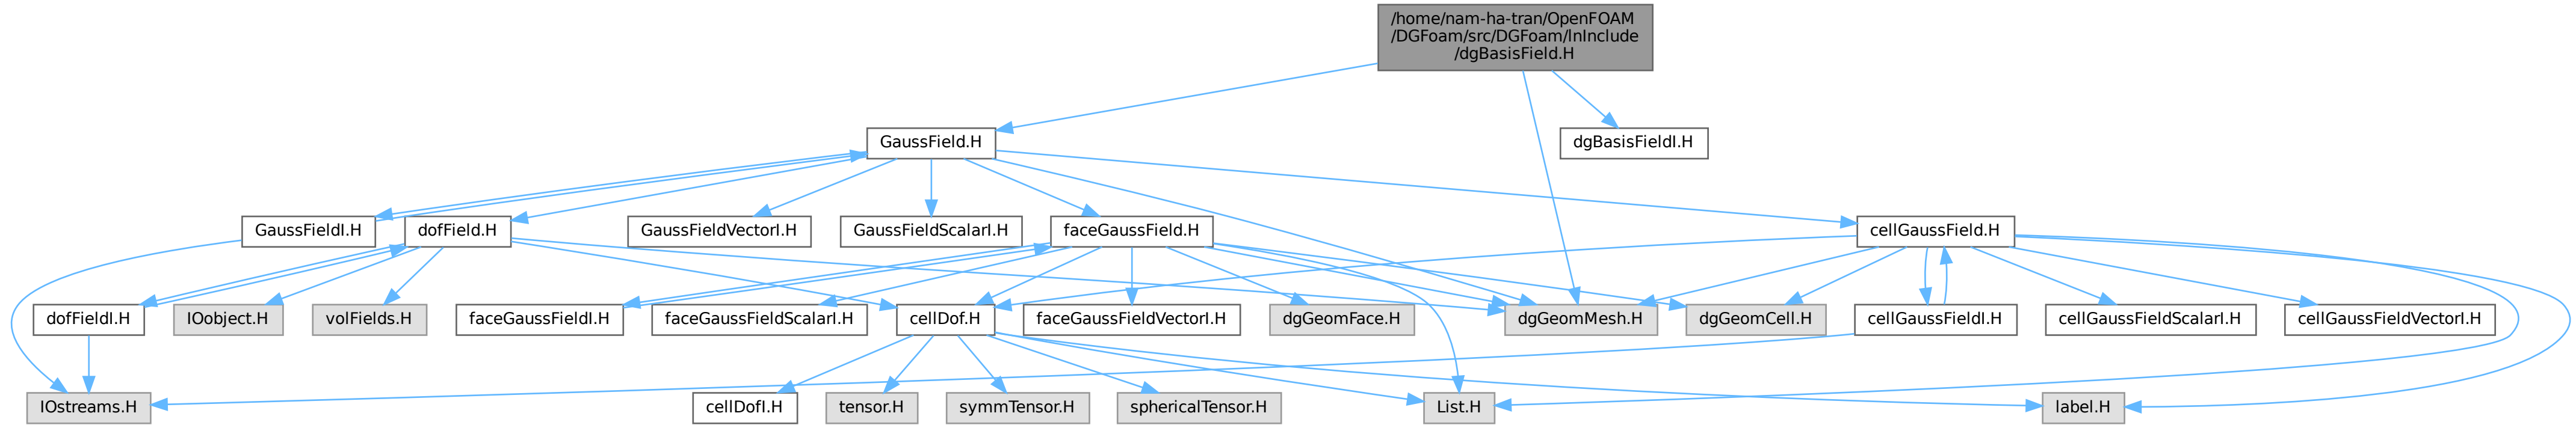 /home/nam-ha-tran/OpenFOAM
/DGFoam/src/DGFoam/lnInclude
/dgBasisField.H
GaussField.H
dgBasisFieldI.H
GaussFieldI.H
dofField.H
GaussFieldVectorI.H
GaussFieldScalarI.H
faceGaussField.H
cellGaussField.H
dofFieldI.H
IOobject.H
volFields.H
faceGaussFieldI.H
faceGaussFieldScalarI.H
cellDof.H
faceGaussFieldVectorI.H
dgGeomFace.H
dgGeomMesh.H
dgGeomCell.H
cellGaussFieldI.H
cellGaussFieldScalarI.H
cellGaussFieldVectorI.H
IOstreams.H
cellDofI.H
tensor.H
symmTensor.H
sphericalTensor.H
List.H
label.H